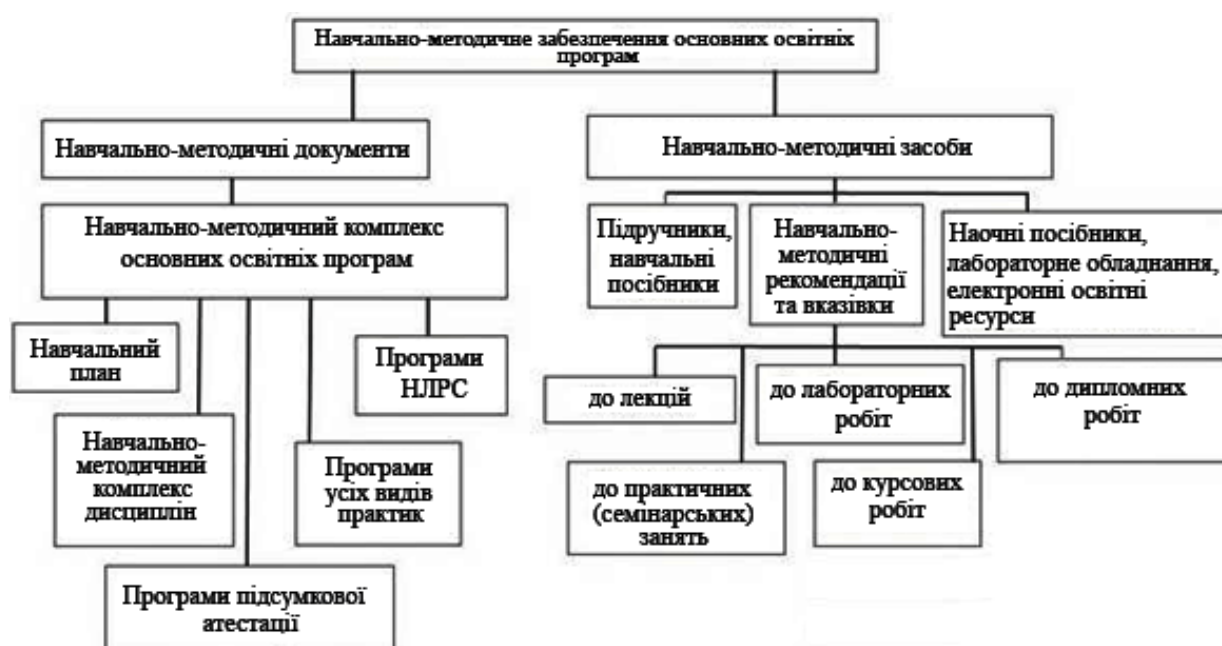 Навчально-методичне забезпечення основних освітніх
програм
Навчально-методичні документи
Навчально-методичні засоби
Навчально-методичний комплекс
основних освітніх програм
Підручники,
навчальні
посібники
Навчально-
методичні
рекомендації
та вказівки
Наочні посібники,
лабораторне обладнання,
електронні освітні
ресурси
Навчальний
план
Програми
НЛРС
до лекцій
до лабораторних
робіт
до дипломних
робіт
Навчально-
методичний
комплекс
дисциплін
Програми
усіх видів
практик
до практичних
(семінарських)
занять
до курсових
робіт
Програми підсумкової
атестації